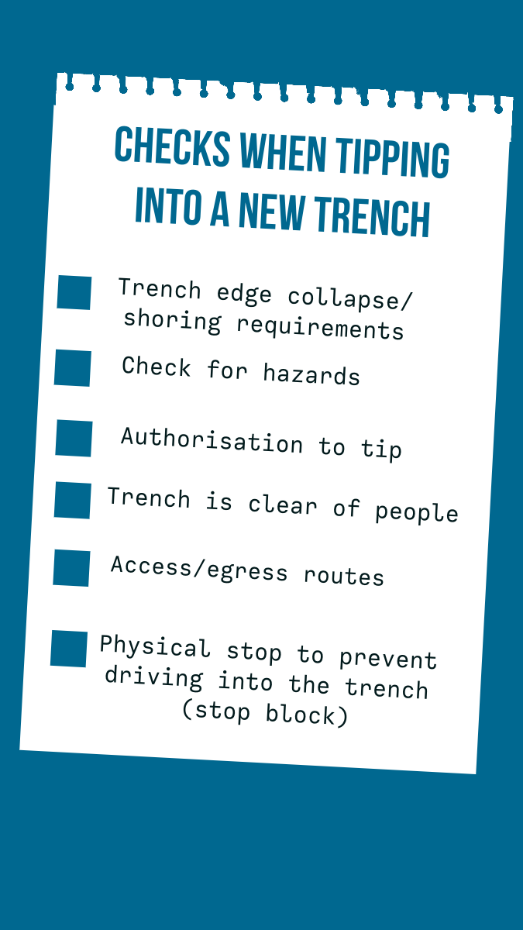 CHECKS WHEN TIPPING
INTO A NEW TRENCH
Trench edge collapse/
shoring requirements
Check for hazards
Authorisation to tip
Trench is clear of people
Access/egress routes
Physical stop to prevent
driving into the trench
(stop block)